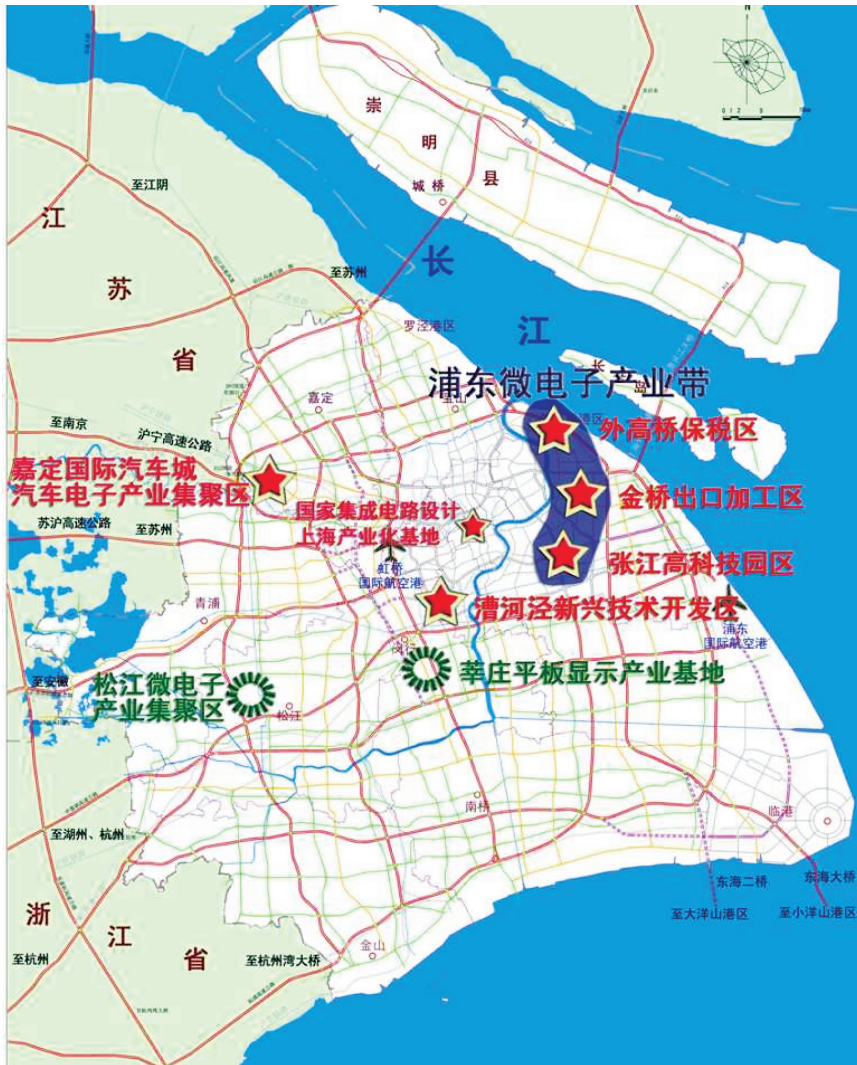 N
崇
明
县
城桥
至江阴
江
苏
省
至苏州
长
江
罗泾港区
长
岛
浦东微电子产业带
嘉定
宝山
港区
外高桥保税区
至南京
沪宁高速公路
嘉定国际汽车城
汽车电子产业集聚区
金桥出口加工区
国家集成电路设计
上海产业化基地
苏沪高速公路
至苏州
张江高科技园区
虹桥
国际航空港
青浦
漕河泾新兴技术开发区
浦东
国际航空港
闵行
莘庄平板显示产业基地
至安徽
松江微电子
产业集聚区
松江
南桥
临港
至湖州、杭州
东海二桥
东海大桥
至大洋山港区
至小洋山港区
浙
江
省
至杭州
至杭州湾大桥
金山